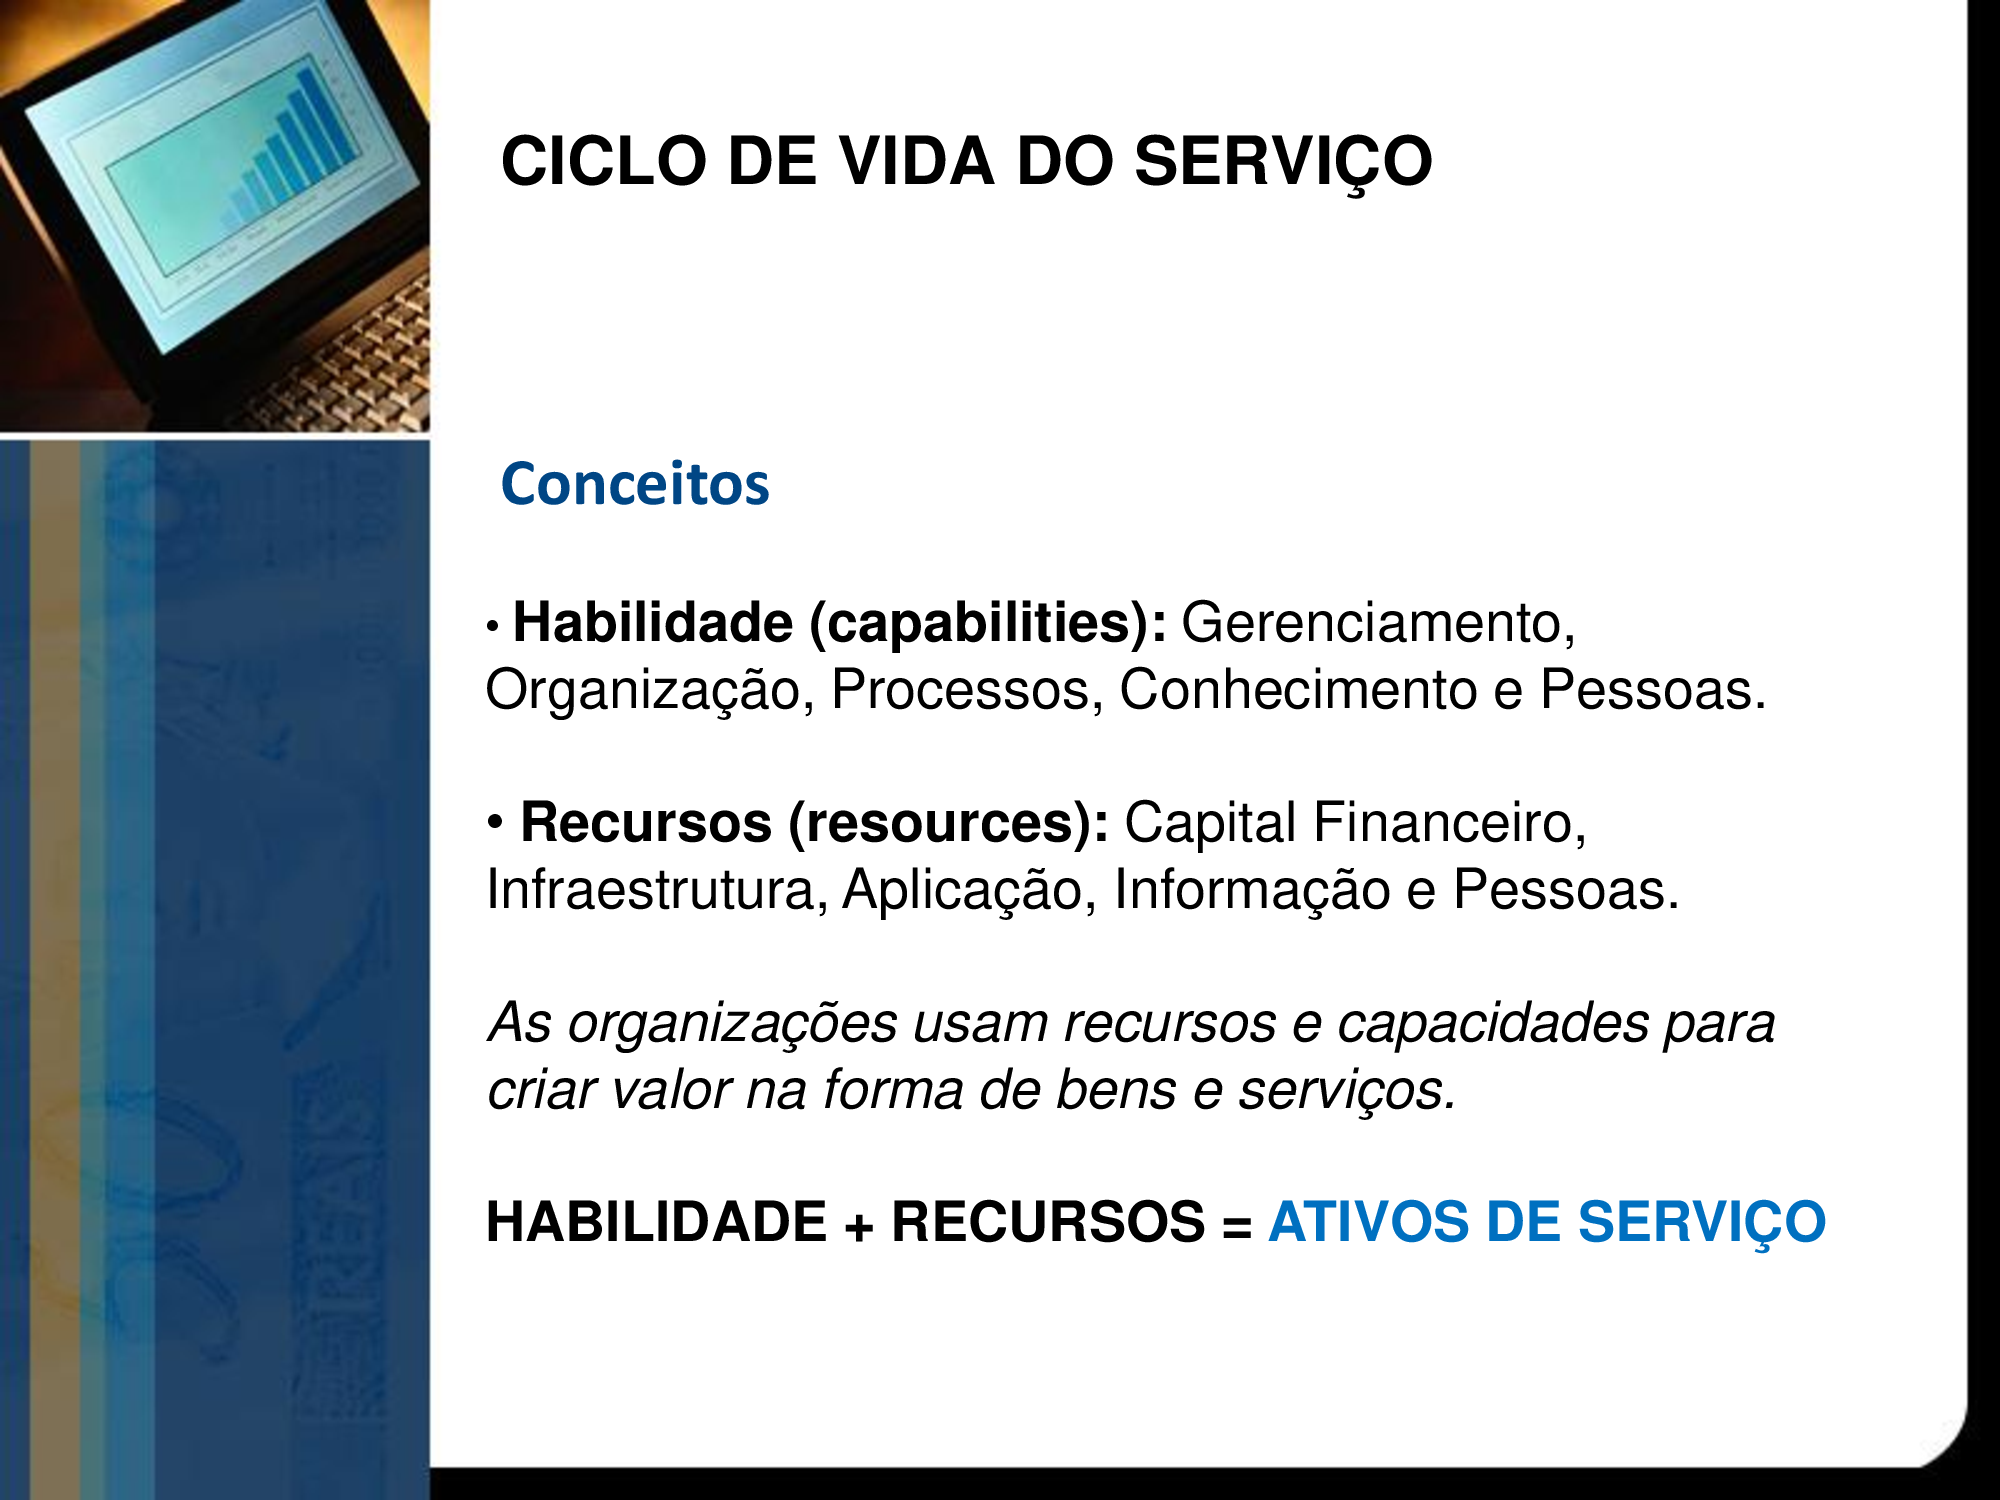 CICLO DE VIDA DO SERVIÇO
Conceitos
• Habilidade (capabilities): Gerenciamento,
Organização, Processos, Conhecimento e Pessoas.
• Recursos (resources): Capital Financeiro,
Infraestrutura, Aplicação, Informação e Pessoas.
As organizações usam recursos e capacidades para
criar valor na forma de bens e serviços.
HABILIDADE + RECURSOS = ATIVOS DE SERVIÇO
REAIS